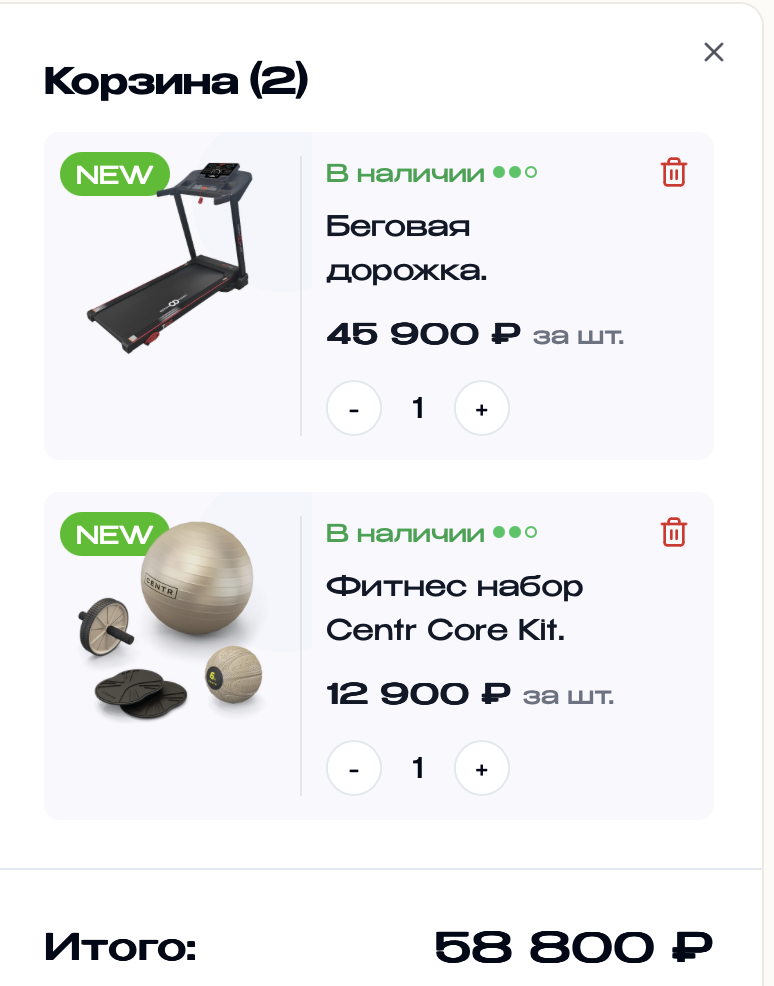 Корзина (2)
NEW
В наличии
Беговая
дорожка.
45 900 ₽ за шт.
- 1 +
NEW
CENTR
В наличии
Фитнес набор
Centr Core Kit.
12 900 ₽ за шт.
- 1 +
Итого: 58 800 ₽